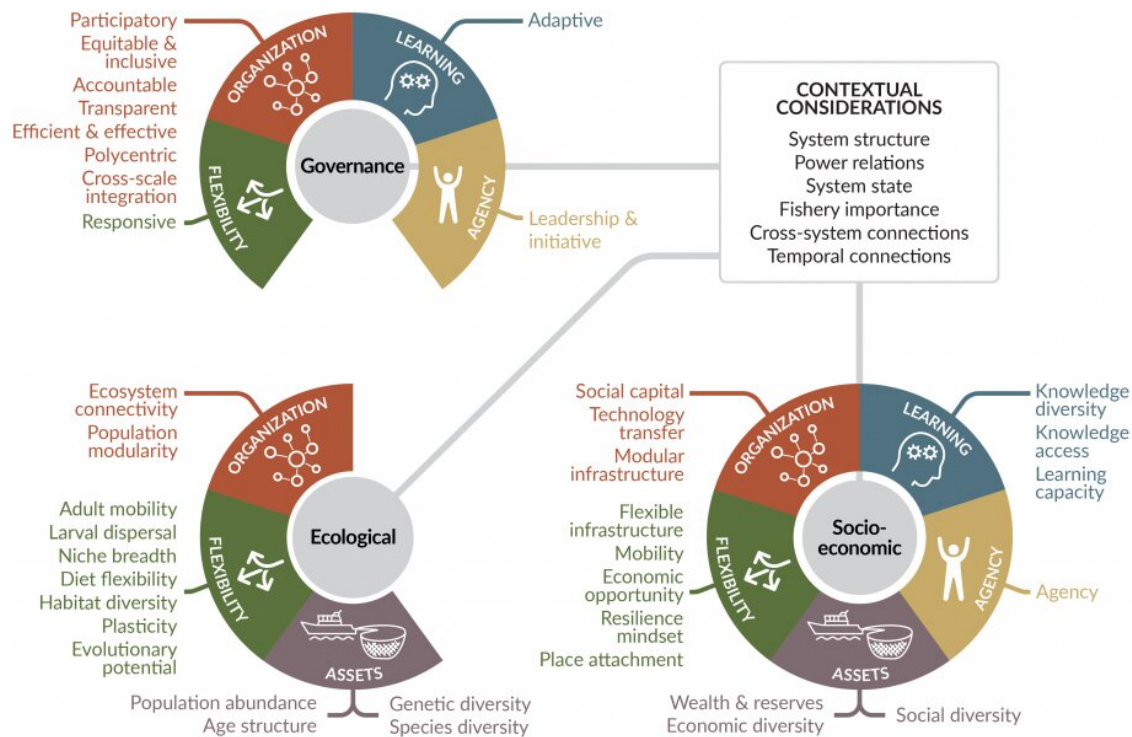 Participatory
Equitable &
inclusive
Accountable
Transparent
Efficient & effective
Polycentric
Cross-scale
integration
Responsive
ORGANIZATION
LEARNING
FLEXIBILITY
AGENCY
Governance
Adaptive
Leadership &
initiative
CONTEXTUAL
CONSIDERATIONS
System structure
Power relations
System state
Fishery importance
Cross-system connections
Temporal connections
Ecosystem
connectivity
Population
modularity
Adult mobility
Larval dispersal
Niche breadth
Diet flexibility
Habitat diversity
Plasticity
Evolutionary
potential
ORGANIZATION
FLEXIBILITY
ASSETS
Ecological
Population abundance
Age structure
Genetic diversity
Species diversity
Social capital
Technology
transfer
Modular
infrastructure
Flexible
infrastructure
Mobility
Economic
opportunity
Resilience
mindset
Place attachment
ORGANIZATION
LEARNING
FLEXIBILITY
AGENCY
ASSETS
Socio-
economic
Knowledge
diversity
Knowledge
access
Learning
capacity
Agency
Wealth & reserves
Economic diversity
Social diversity